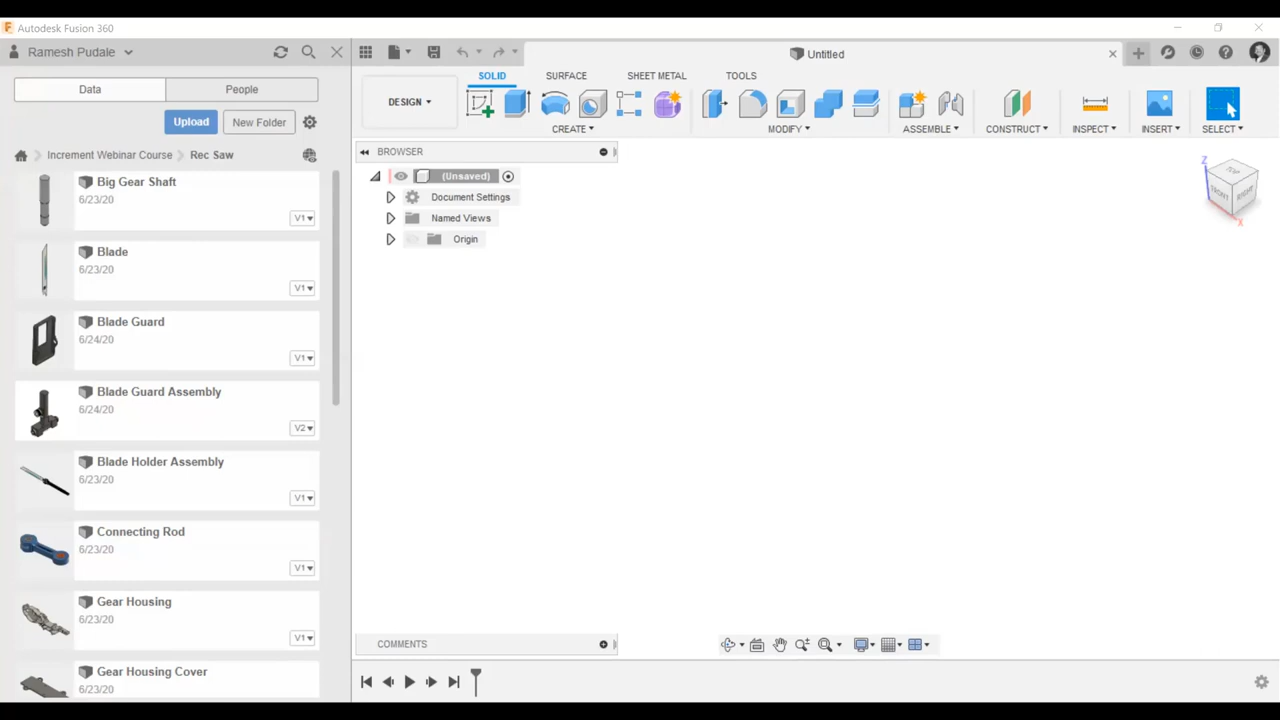 Autodesk Fusion 360
Ramesh Pudale
Untitled
Data
People
Upload
New Folder
Increment Webinar Course
Rec Saw
Big Gear Shaft
6/23/20
V1
Blade
6/23/20
V1
Blade Guard
6/24/20
V1
Blade Guard Assembly
6/24/20
V2
Blade Holder Assembly
6/23/20
V1
Connecting Rod
6/23/20
V1
Gear Housing
6/23/20
V1
Gear Housing Cover
6/23/20
SOLID
SURFACE
SHEET METAL
TOOLS
DESIGN
CREATE
MODIFY
ASSEMBLE
CONSTRUCT
INSPECT
INSERT
SELECT
BROWSER
(Unsaved)
Document Settings
Named Views
Origin
Z
TOP
FRONT
RIGHT
X
COMMENTS